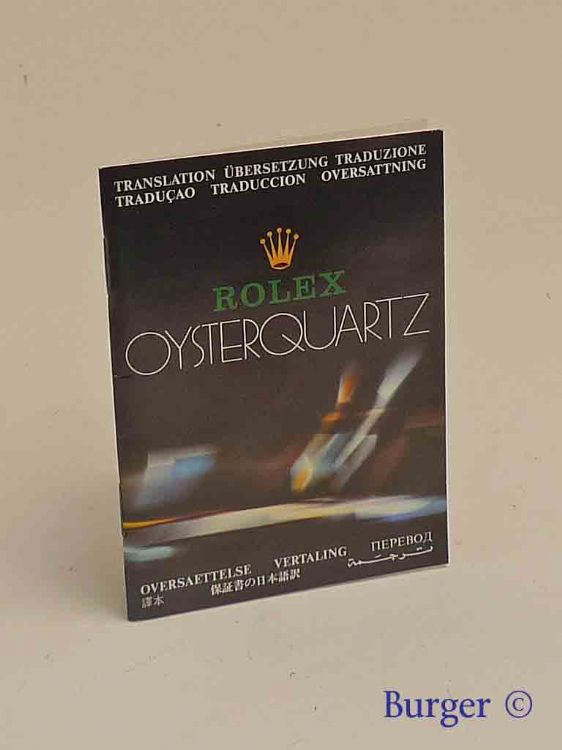 TRANSLATION ÜBERSETZUNG TRADUZIONE
TRADUÇAO TRADUCCION OVERSATTNING
ROLEX
OYSTERQUARTZ
OVERSAETTELSE VERTALING ПЕРЕВОД
譯本 保証書の日本語訳 ترجمة
Burger ©